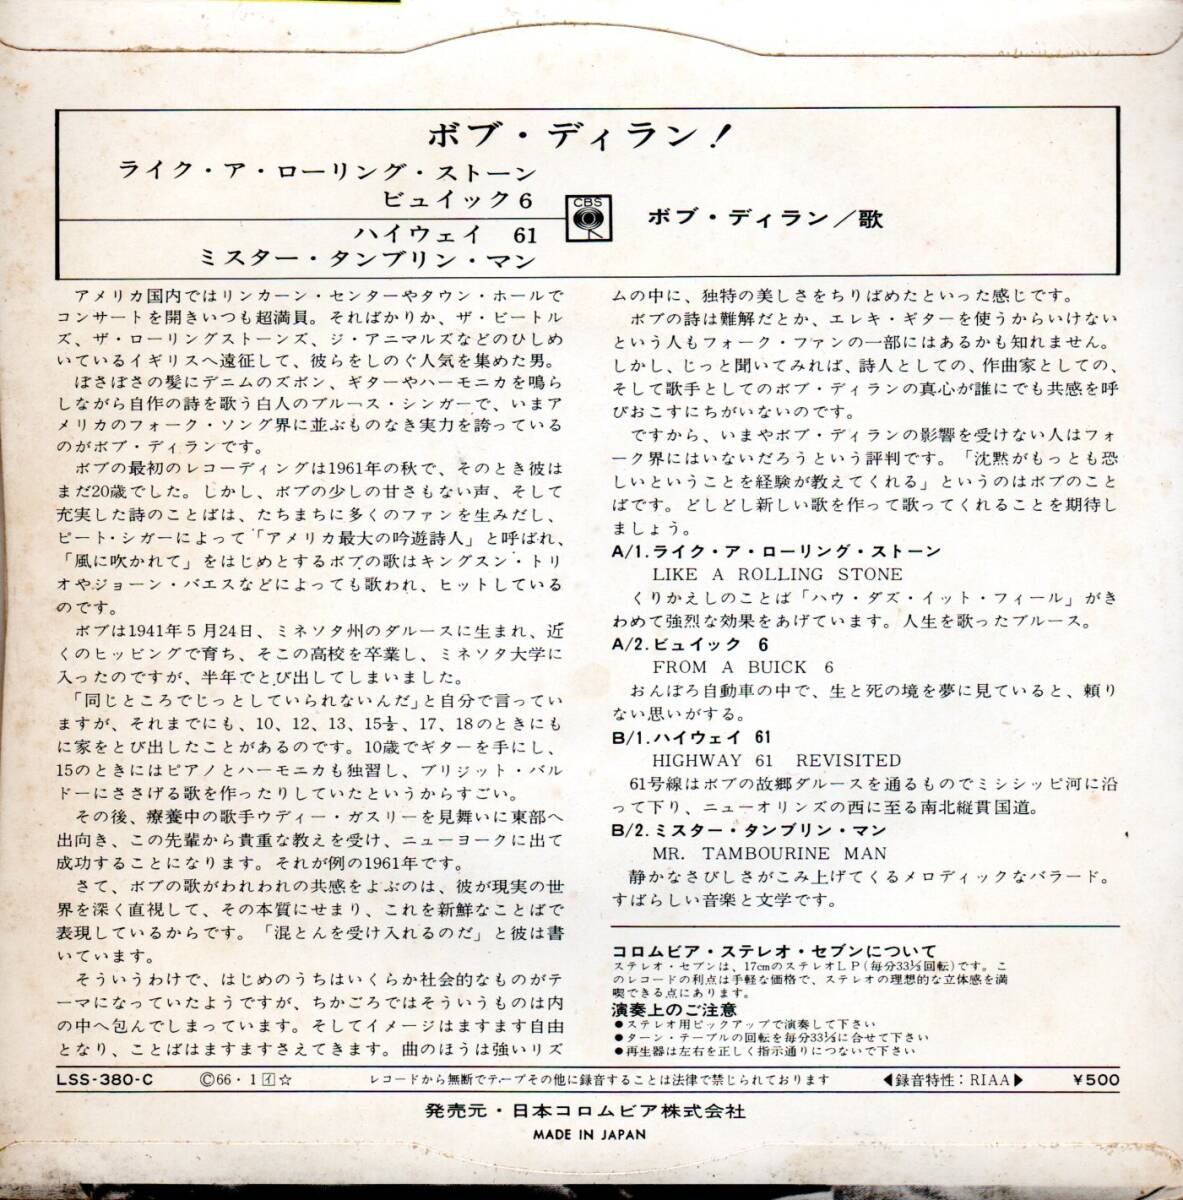 ボブ・ディラン!
ライク・ア・ローリング・ストーン
ビュイック 6
ハイウェイ 61
ミスター・タンブリン・マン
CBS
ボブ・ディラン/歌
アメリカ国内ではリンカーン・センターやタウン・ホールで
コンサートを開きいつも超満員。そればかりか、ザ・ビートル
ズ、ザ・ローリングストーンズ、ジ・アニマルズなどのひしめ
いているイギリスへ遠征して、彼らをしのぐ人気を集めた男。
ぼさぼさの髪にデニムのズボン、ギターやハーモニカを鳴ら
しながら自作の詩を歌う白人のブルース・シンガーで、いまア
メリカのフォーク・ソング界に並ぶものなき実力を誇っている
のがボブ・ディランです。
ボブの最初のレコーディングは1961年の秋で、そのとき彼は
まだ20歳でした。しかし、ボブの少しの甘さもない声、そして
充実した詩のことばは、たちまちに多くのファンを生みだし、
ピート・シガーによって「アメリカ最大の吟遊詩人」と呼ばれ、
「風に吹かれて」をはじめとするボブの歌はキングスン・トリ
オやジョーン・バエスなどによっても歌われ、ヒットしている
のです。
ボブは1941年5月24日、ミネソタ州のダルースに生まれ、近
くのヒッビングで育ち、そこの高校を卒業し、ミネソタ大学に
入ったのですが、半年でとび出してしまいました。
「同じところでじっとしていられないんだ」と自分で言ってい
ますが、それまでにも、10、12、13、15½、17、18のときにも
に家をとび出したことがあるのです。10歳でギターを手にし、
15のときにはピアノとハーモニカも独習し、ブリジット・バル
ドーにささげる歌を作ったりしていたというからすごい。
その後、療養中の歌手ウディー・ガスリーを見舞いに東部へ
出向き、この先輩から貴重な教えを受け、ニューヨークに出て
成功することになります。それが例の1961年です。
さて、ボブの歌がわれわれの共感をよぶのは、彼が現実の世
界を深く直視して、その本質にせまり、これを新鮮なことばで
表現しているからです。「混とんを受け入れるのだ」と彼は書
いています。
そういうわけで、はじめのうちはいくらか社会的なものがテ
ーマになっていたようですが、ちかごろではそういうものは内
の中へ包んでしまっています。そしてイメージはますます自由
となり、ことばはますますさえてきます。曲のほうは強いリズ
ムの中に、独特の美しさをちりばめたといった感じです。
ボブの詩は難解だとか、エレキ・ギターを使うからいけない
という人もフォーク・ファンの一部にはあるかも知れません。
しかし、じっと聞いてみれば、詩人としての、作曲家としての、
そして歌手としてのボブ・ディランの真心が誰にでも共感を呼
びおこすにちがいないのです。
ですから、いまやボブ・ディランの影響を受けない人はフォ
ーク界にはいないだろうという評判です。「沈黙がもっとも恐
しいということを経験が教えてくれる」というのはボブのこと
ばです。どしどし新しい歌を作って歌ってくれることを期待し
ましょう。
A/1.ライク・ア・ローリング・ストーン
LIKE A ROLLING STONE
くりかえしのことば「ハウ・ダズ・イット・フィール」がき
わめて強烈な効果をあげています。人生を歌ったブルース。
A/2.ビュイック 6
FROM A BUICK 6
おんぼろ自動車の中で、生と死の境を夢に見ていると、頼り
ない思いがする。
B/1.ハイウェイ 61
HIGHWAY 61 REVISITED
61号線はボブの故郷ダルースを通るものでミシシッピ河に沿
って下り、ニューオリンズの西に至る南北縦貫国道。
B/2.ミスター・タンブリン・マン
MR. TAMBOURINE MAN
静かなさびしさがこみ上げてくるメロディックなバラード。
すばらしい音楽と文学です。
コロムビア・ステレオ・セブンについて
ステレオ・セブンは、17cmのステレオLP(毎分33⅓回転)です。こ
のレコードの利点は手軽な価格で、ステレオの理想的な立体感を満
喫できる点にあります。
演奏上のご注意
●ステレオ用ピックアップで演奏して下さい
●ターン・テーブルの回転を毎分33⅓に合せて下さい
●再生器は左右を正しく指示通りにつないで下さい
LSS-380-C Ⓒ66・1 イ☆ レコードから無断でテープその他に録音することは法律で禁じられております ◀録音特性:RIAA▶ ¥500
発売元・日本コロムビア株式会社
MADE IN JAPAN